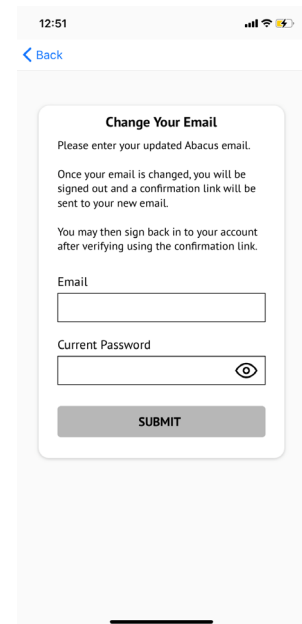 12:51
Back
Change Your Email
Please enter your updated Abacus email.
Once your email is changed, you will be
signed out and a confirmation link will be
sent to your new email.
You may then sign back in to your account
after verifying using the confirmation link.
Email
Current Password
SUBMIT